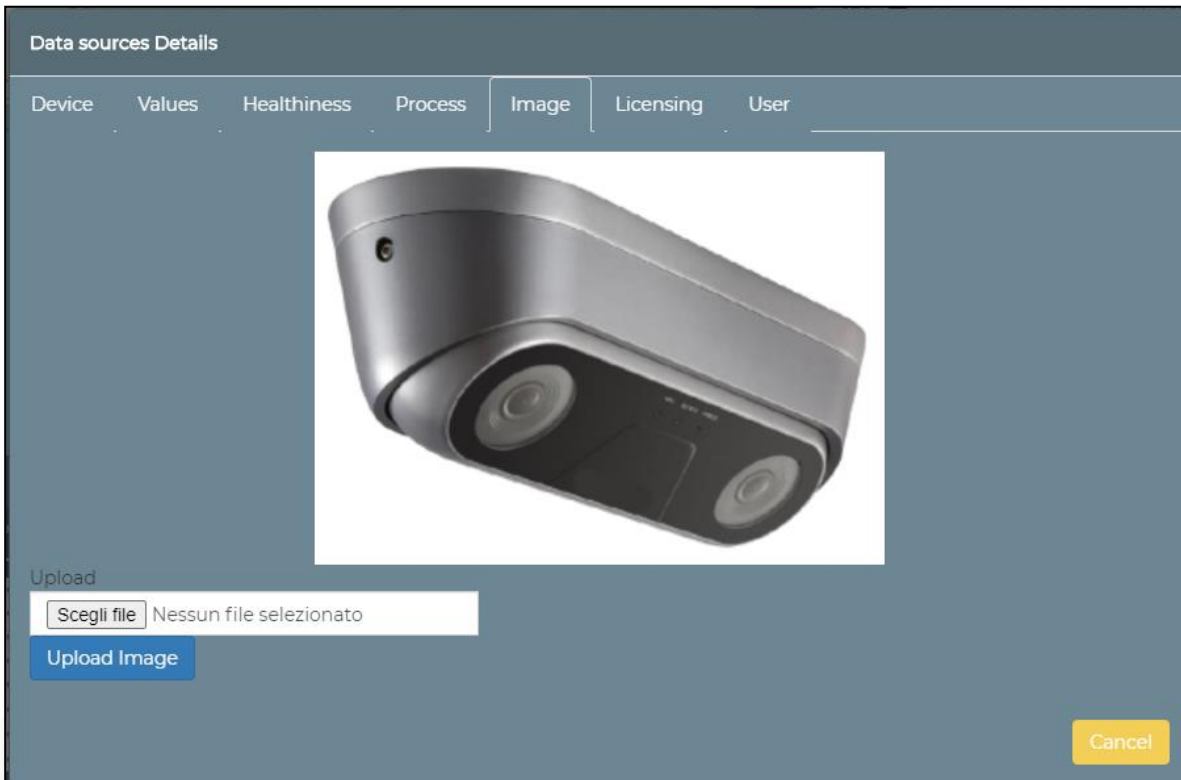 Data sources Details
Device Values Healthiness Process Image Licensing User
Upload
Scegli file Nessun file selezionato
Upload Image
Cancel